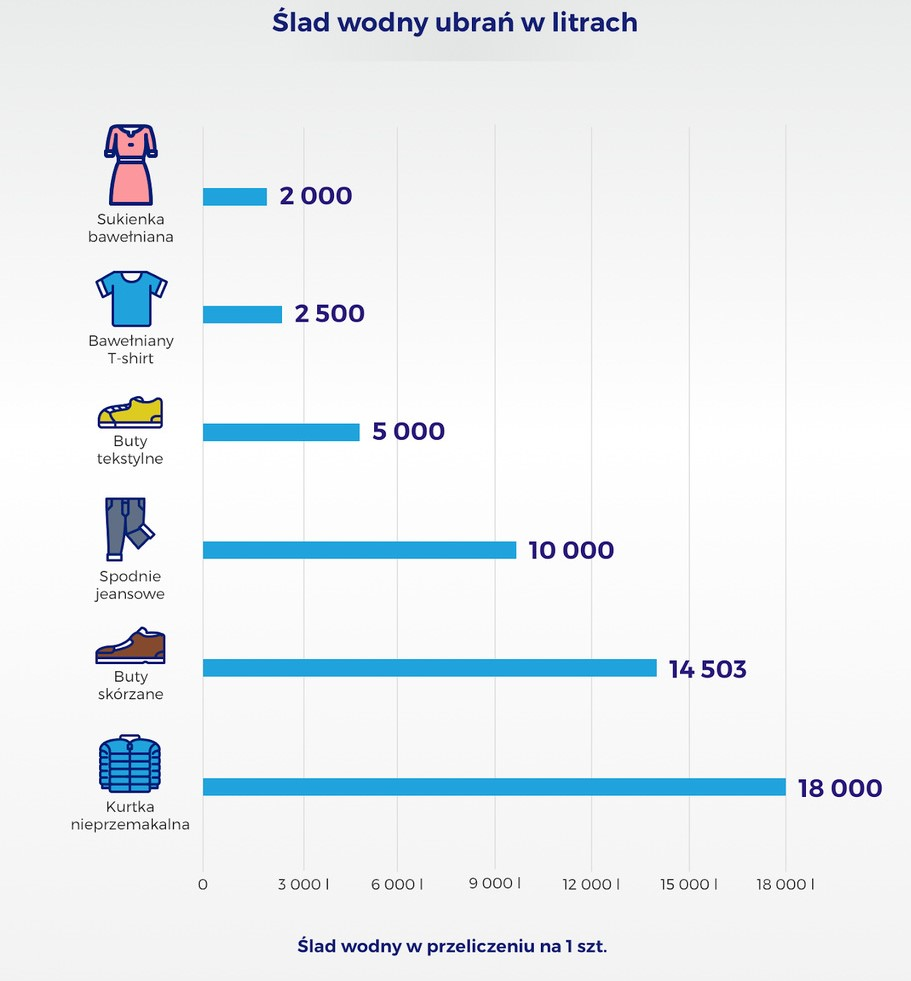 Ślad wodny ubrań w litrach
2 000
Sukienka
bawełniana
2 500
Bawełniany
T-shirt
5 000
Buty
tekstylne
10 000
Spodnie
jeansowe
14 503
Buty
skórzane
18 000
Kurtka
nieprzemakalna
0 3 000 l 6 000 l 9 000 l 12 000 l 15 000 l 18 000 l
Ślad wodny w przeliczeniu na 1 szt.